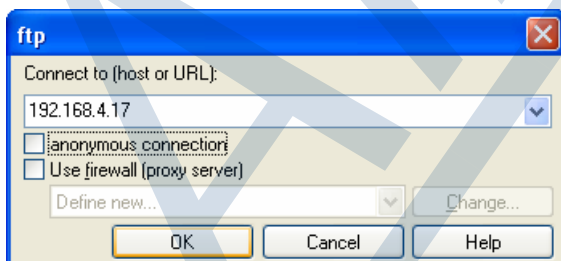 ftp
Connect to (host or URL):
192.168.4.17
anonymous connection
Use firewall (proxy server)
Define new... Change...
OK Cancel Help